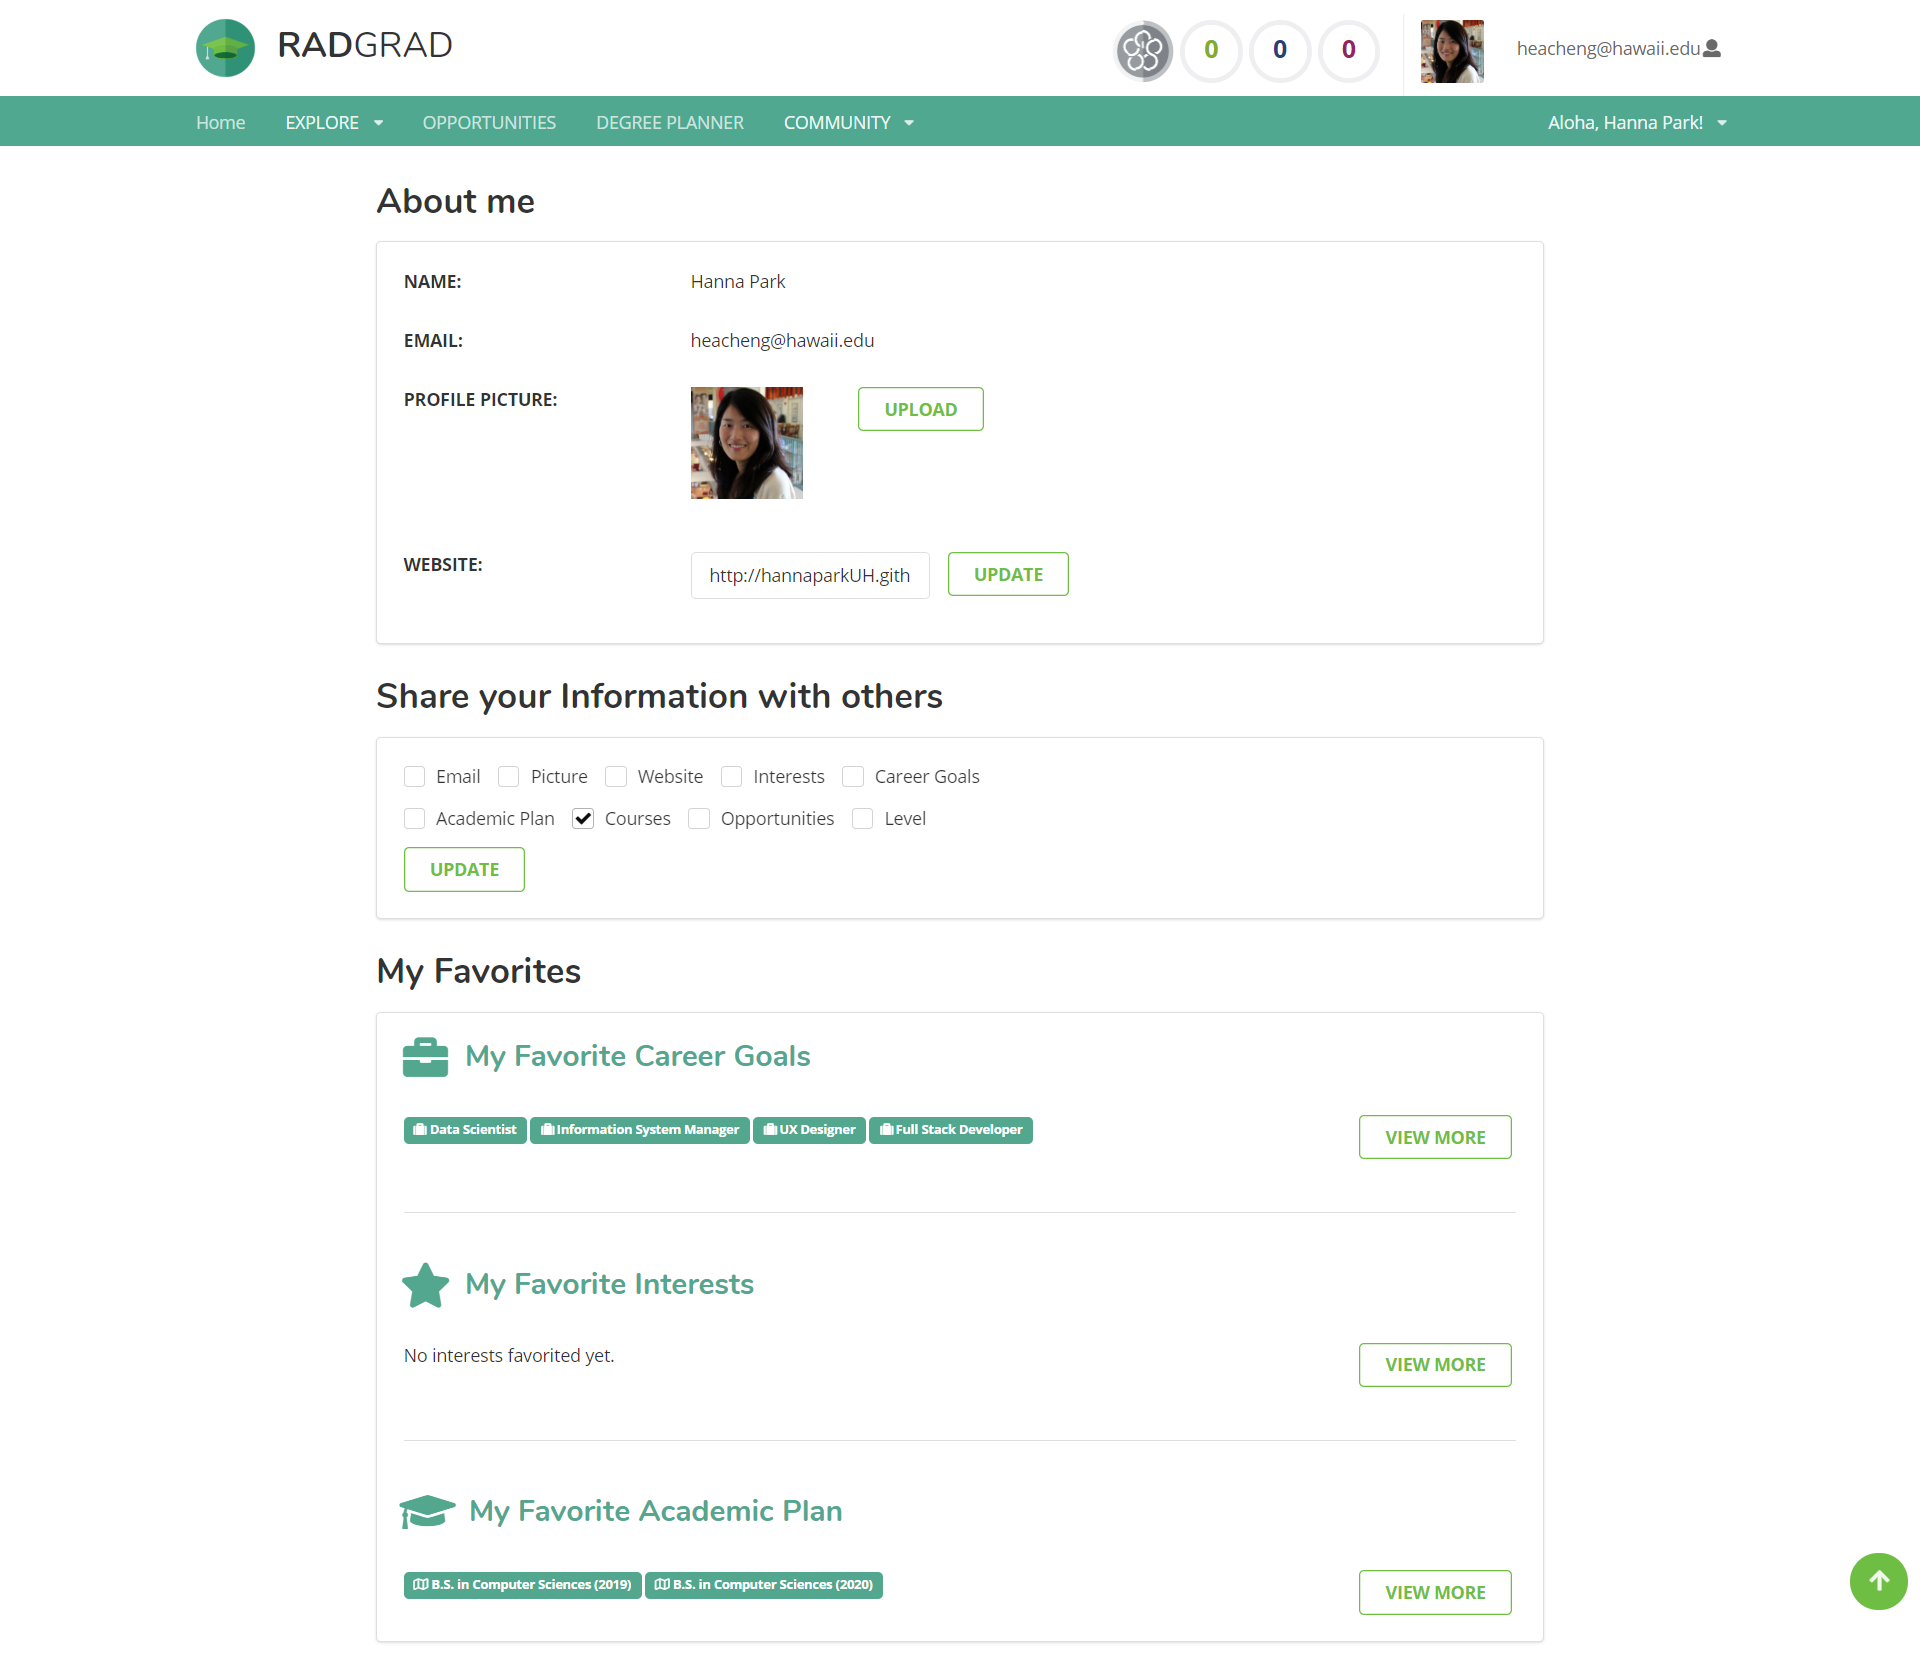 RADGRAD
0 0 0 heacheng@hawaii.edu
Home EXPLORE OPPORTUNITIES DEGREE PLANNER COMMUNITY Aloha, Hanna Park!
About me
NAME: Hanna Park
EMAIL: heacheng@hawaii.edu
PROFILE PICTURE: UPLOAD
WEBSITE: http://hannaparkUH.gith UPDATE
Share your Information with others
Email Picture Website Interests Career Goals
Academic Plan Courses Opportunities Level
UPDATE
My Favorites
My Favorite Career Goals
Data Scientist Information System Manager UX Designer Full Stack Developer VIEW MORE
My Favorite Interests
No interests favorited yet. VIEW MORE
My Favorite Academic Plan
B.S. in Computer Sciences (2019) B.S. in Computer Sciences (2020) VIEW MORE